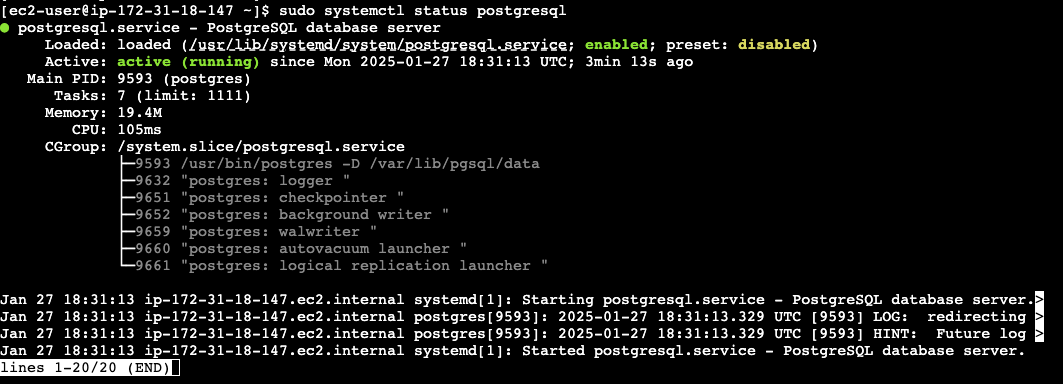 [ec2-user@ip-172-31-18-147 ~]$ sudo systemctl status postgresql
● postgresql.service - PostgreSQL database server
Loaded: loaded (/usr/lib/systemd/system/postgresql.service; enabled; preset: disabled)
Active: active (running) since Mon 2025-01-27 18:31:13 UTC; 3min 13s ago
Main PID: 9593 (postgres)
Tasks: 7 (limit: 1111)
Memory: 19.4M
CPU: 105ms
CGroup: /system.slice/postgresql.service
├─9593 /usr/bin/postgres -D /var/lib/pgsql/data
├─9632 "postgres: logger "
├─9651 "postgres: checkpointer "
├─9652 "postgres: background writer "
├─9659 "postgres: walwriter "
├─9660 "postgres: autovacuum launcher "
└─9661 "postgres: logical replication launcher "
Jan 27 18:31:13 ip-172-31-18-147.ec2.internal systemd[1]: Starting postgresql.service - PostgreSQL database server.>
Jan 27 18:31:13 ip-172-31-18-147.ec2.internal postgres[9593]: 2025-01-27 18:31:13.329 UTC [9593] LOG:  redirecting >
Jan 27 18:31:13 ip-172-31-18-147.ec2.internal postgres[9593]: 2025-01-27 18:31:13.329 UTC [9593] HINT:  Future log >
Jan 27 18:31:13 ip-172-31-18-147.ec2.internal systemd[1]: Started postgresql.service - PostgreSQL database server.
lines 1-20/20 (END)